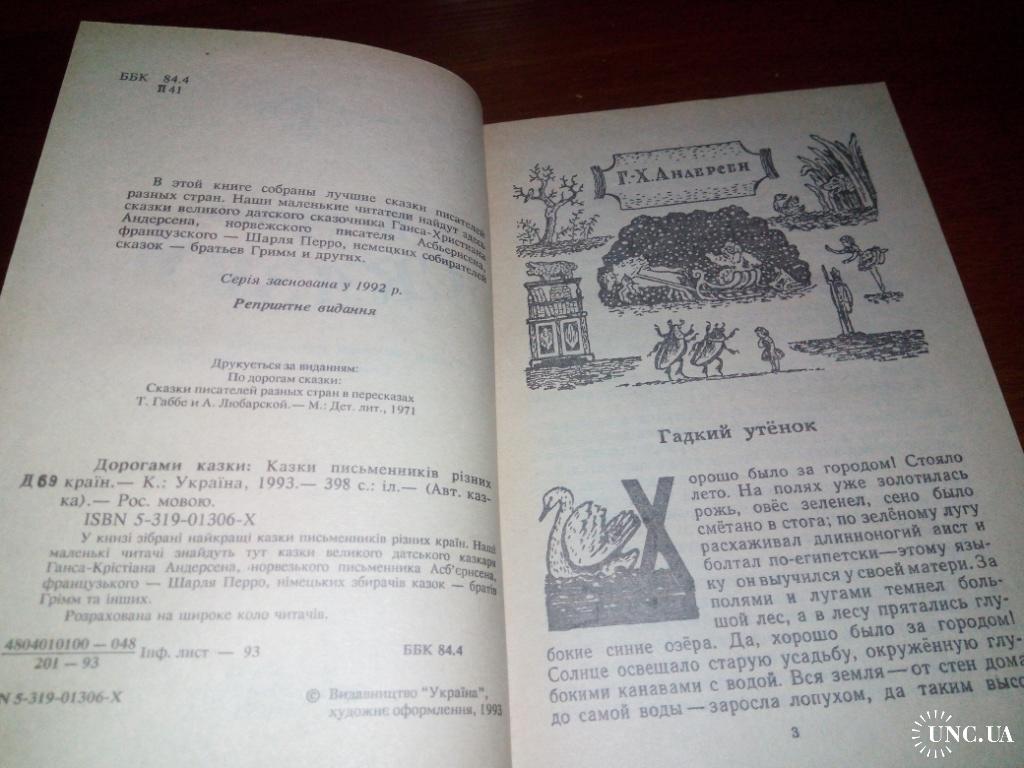 ББК 84.4
П 41
В этой книге собраны лучшие сказки писателей
разных стран. Наши маленькие читатели найдут здесь
сказки великого датского сказочника Ганса-Христиана
Андерсена, норвежского писателя Асбьернсена,
французского — Шарля Перро, немецких собирателей
сказок — братьев Гримм и других.
Серія заснована у 1992 р.
Репринтне видання
Друкується за виданням:
По дорогам сказки:
Сказки писателей разных стран в пересказах
Т. Габбе и А. Любарской.— М.: Дет. лит., 1971
Дорогами казки: Казки письменників різних
Д69 країн.— К.: Україна, 1993.— 398 с.: іл.— (Авт. каз-
ка).— Рос. мовою.
ISBN 5-319-01306-X
У книзі зібрані найкращі казки письменників різних країн. Наші
маленькі читачі знайдуть тут казки великого датського казкаря
Ганса-Крістіана Андерсена, норвезького письменника Асб'єрнсена,
французького — Шарля Перро, німецьких збирачів казок — братів
Грімм та інших.
Розрахована на широке коло читачів.
4804010100 — 048
201 — 93
Інф. лист — 93
ББК 84.4
N 5-319-01306-X
© Видавництво "Україна",
художнє оформлення, 1993
Г.-Х. Андерсен
Гадкий утёнок
Хорошо было за городом! Стояло
лето. На полях уже золотилась
рожь, овёс зеленел, сено было
смётано в стога; по зелёному лугу
расхаживал длинноногий аист и
болтал по-египетски—этому язы-
ку он выучился у своей матери. За
полями и лугами темнел боль-
шой лес, а в лесу прятались глу-
бокие синие озёра. Да, хорошо было за городом!
Солнце освещало старую усадьбу, окружённую глу-
бокими канавами с водой. Вся земля—от стен дома
до самой воды—заросла лопухом, да таким высо
3
UNC.UA